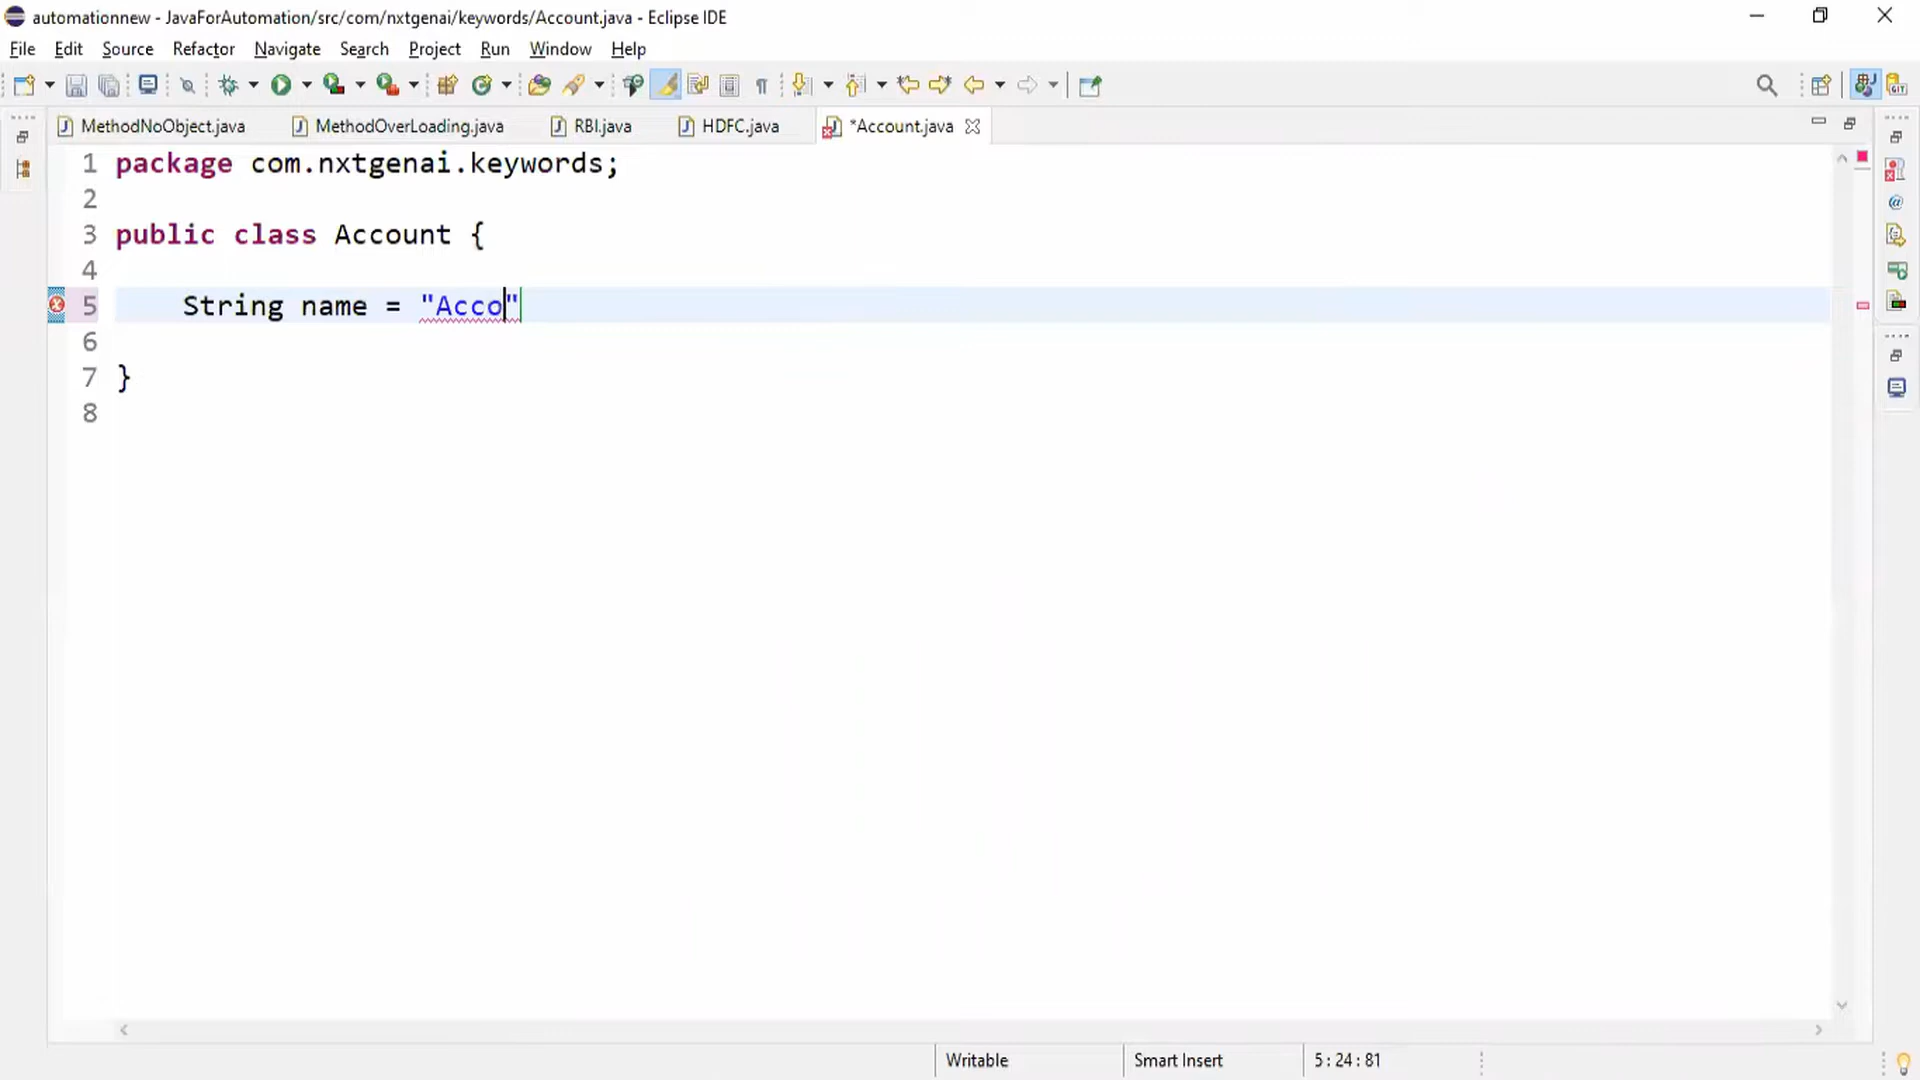 automationnew - JavaForAutomation/src/com/nxtgenai/keywords/Account.java - Eclipse IDE
File Edit Source Refactor Navigate Search Project Run Window Help
MethodNoObject.java MethodOverLoading.java RBI.java HDFC.java *Account.java
1 package com.nxtgenai.keywords;
2
3 public class Account {
4
5 String name = "Acco"
6
7 }
8
Writable Smart Insert 5 : 24 : 81